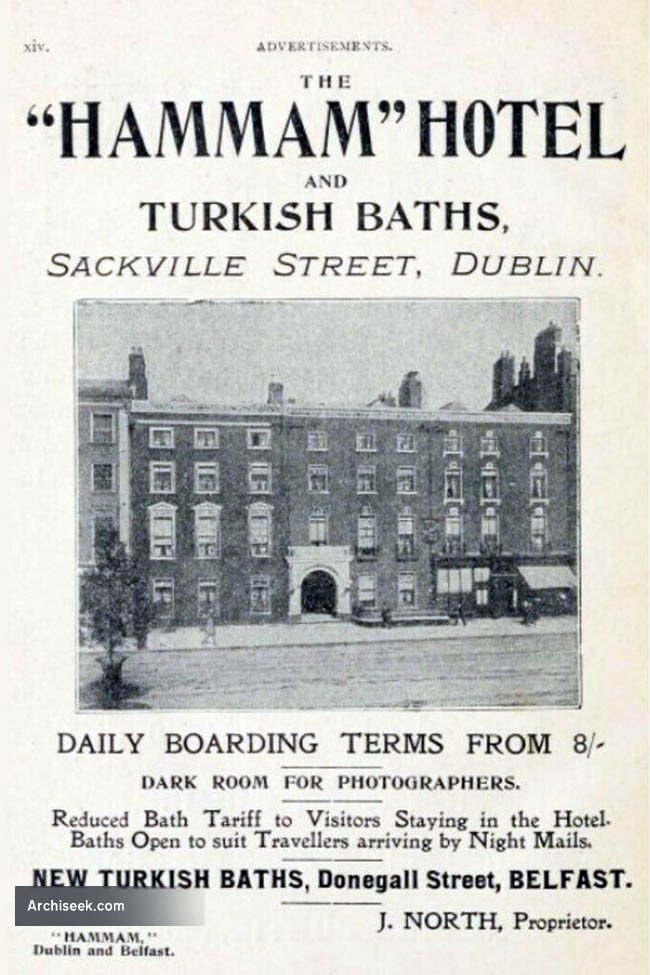 xiv.
ADVERTISEMENTS.
THE
"HAMMAM" HOTEL
AND
TURKISH BATHS,
SACKVILLE STREET, DUBLIN.
DAILY BOARDING TERMS FROM 8/-
DARK ROOM FOR PHOTOGRAPHERS.
Reduced Bath Tariff to Visitors Staying in the Hotel.
Baths Open to suit Travellers arriving by Night Mails.
NEW TURKISH BATHS, Donegall Street, BELFAST.
Archiseek.com
J. NORTH, Proprietor.
"HAMMAM,"
Dublin and Belfast.